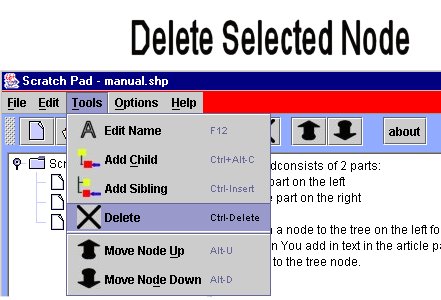 Delete Selected Node
Scratch Pad - manual.shp
File Edit Tools Options Help
Edit Name F12
about
Add Child Ctrl+Alt-C
Add Sibling Ctrl-Insert
Delete Ctrl-Delete
Move Node Up Alt-U
Move Node Down Alt-D
Scr
consists of 2 parts:
part on the left
part on the right
a node to the tree on the left
You add in text in the article
to the tree node.